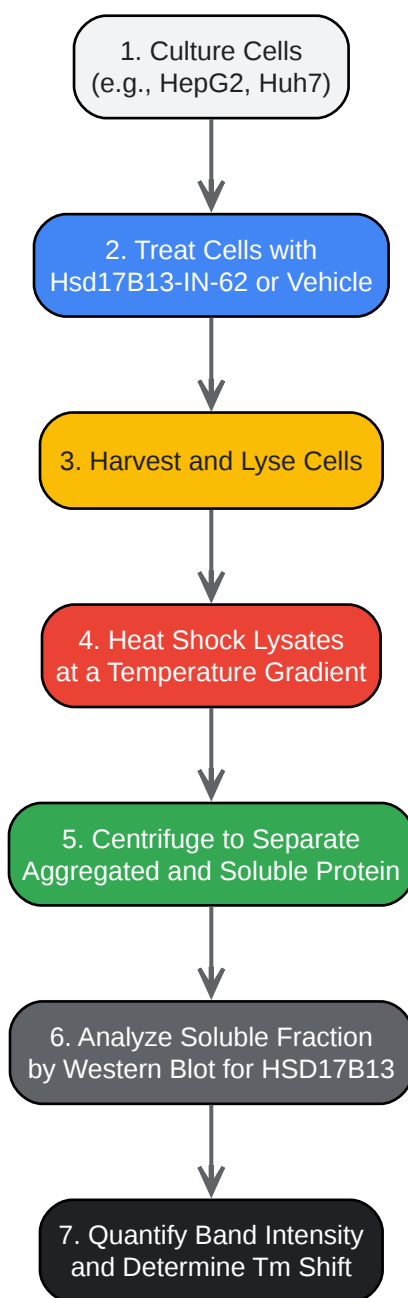 1. Culture Cells
(e.g., HepG2, Huh7)
2. Treat Cells with
Hsd17B13-IN-62 or Vehicle
3. Harvest and Lyse Cells
4. Heat Shock Lysates
at a Temperature Gradient
5. Centrifuge to Separate
Aggregated and Soluble Protein
6. Analyze Soluble Fraction
by Western Blot for HSD17B13
7. Quantify Band Intensity
and Determine Tm Shift